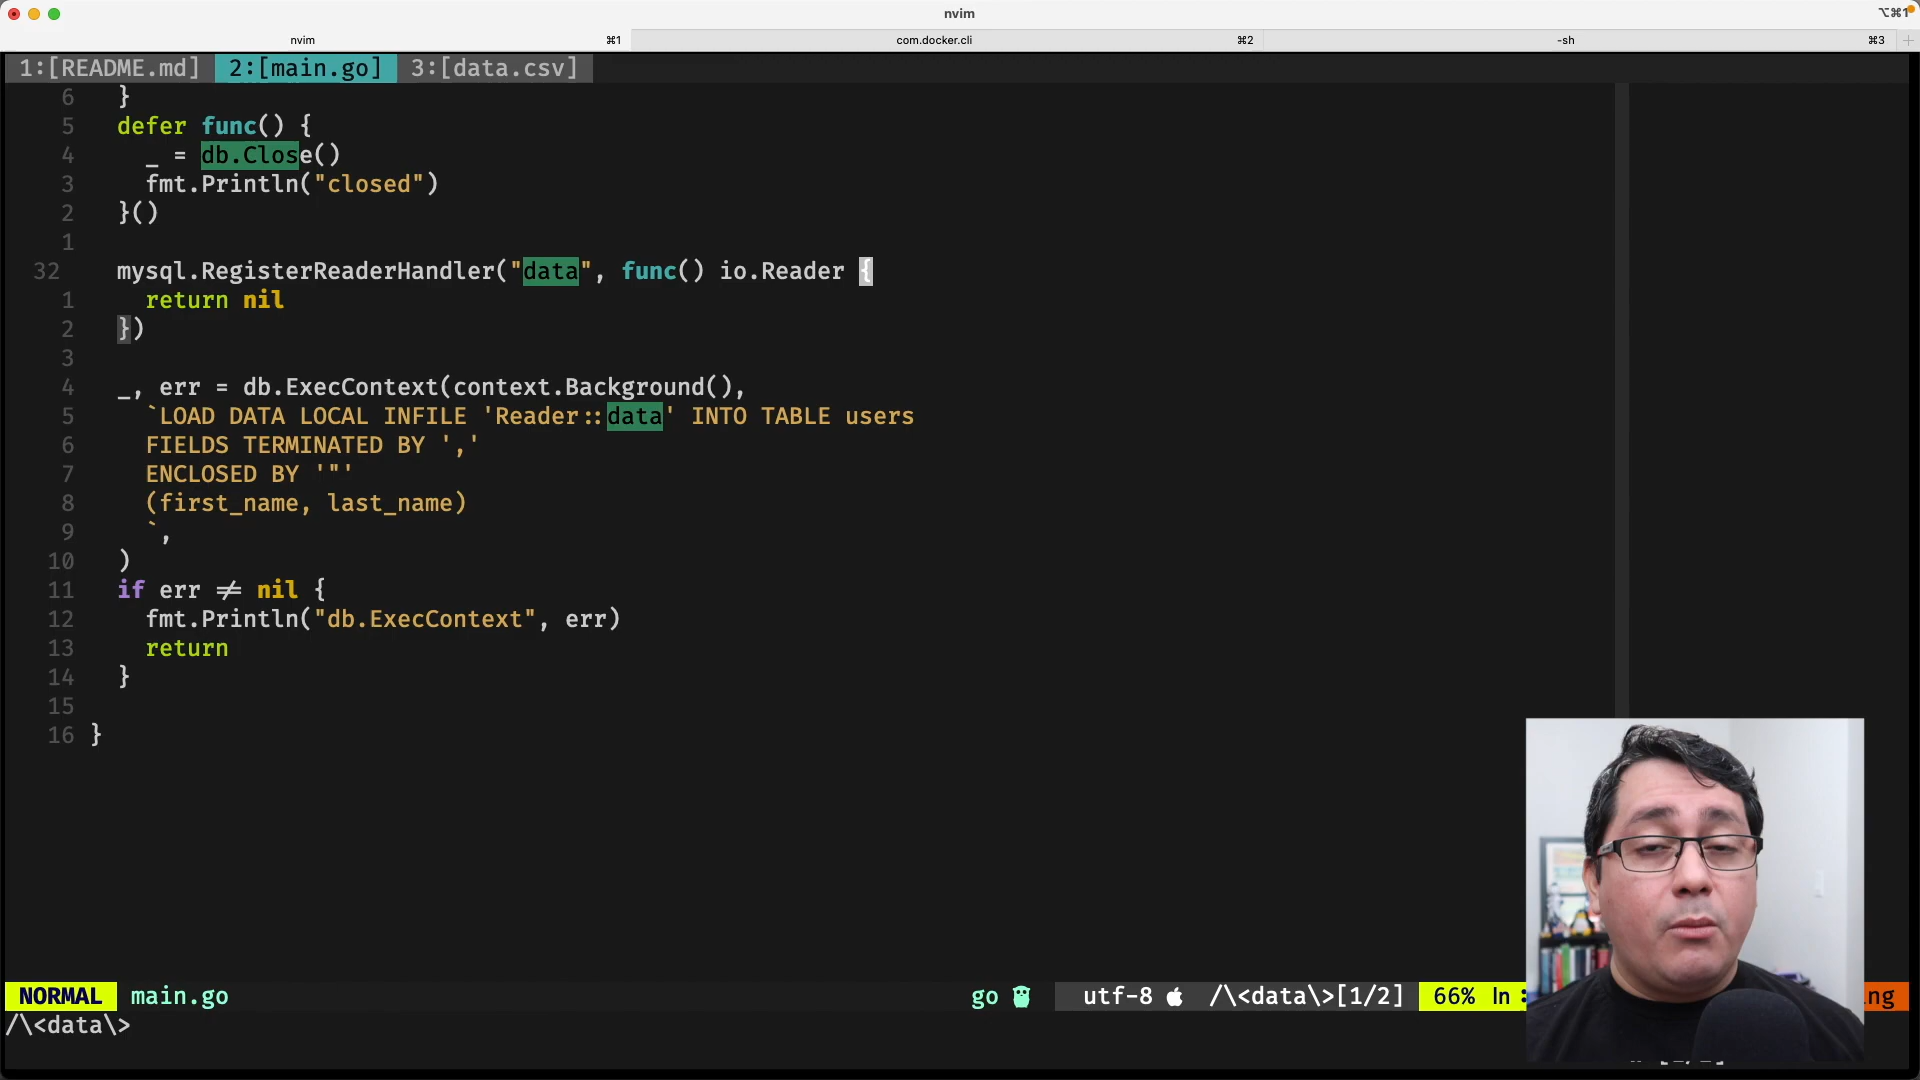 nvim
⌥⌘1
nvim ⌘1 com.docker.cli ⌘2 -sh ⌘3
1:[README.md] 2:[main.go] 3:[data.csv]
6 }
5 defer func() {
4 _ = db.Close()
3 fmt.Println("closed")
2 }()
1
32 mysql.RegisterReaderHandler("data", func() io.Reader {
1 return nil
2 })
3
4 _, err = db.ExecContext(context.Background(),
5 `LOAD DATA LOCAL INFILE 'Reader::data' INTO TABLE users
6 FIELDS TERMINATED BY ','
7 ENCLOSED BY '"'
8 (first_name, last_name)
9 `,
10 )
11 if err ≠ nil {
12 fmt.Println("db.ExecContext", err)
13 return
14 }
15
16 }
NORMAL main.go go utf-8 /\<data\>[1/2] 66% ln : ng
/\<data\>